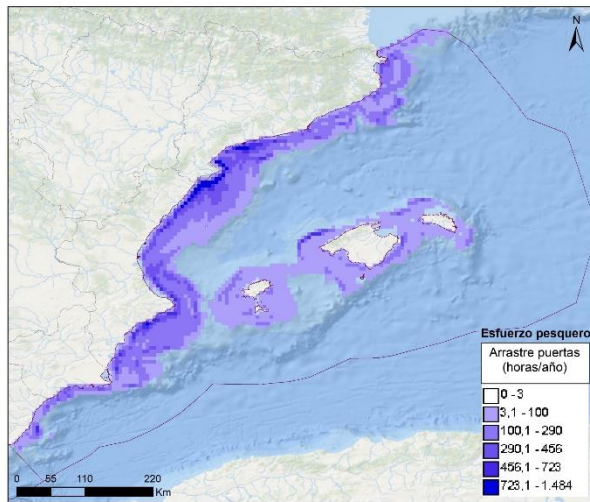 N
Esfuerzo pesquero
Arrastre puertas
(horas/año)
0 - 3
3,1 - 100
100,1 - 290
290,1 - 456
456,1 - 723
723,1 - 1.484
0 55 110 220
Km